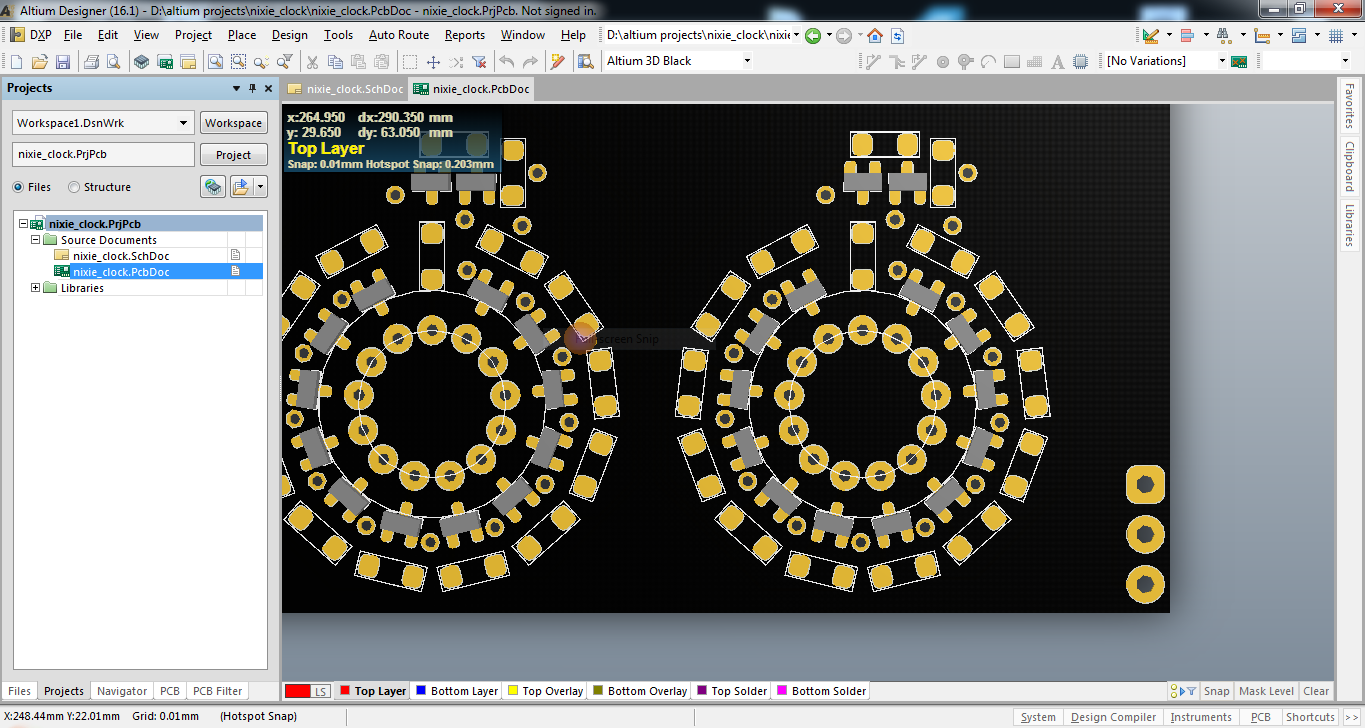 Altium Designer (16.1) - D:\altium projects\nixie_clock\nixie_clock.PcbDoc - nixie_clock.PrjPcb. Not signed in.
DXP File Edit View Project Place Design Tools Auto Route Reports Window Help D:\altium projects\nixie_clock\nixie
Altium 3D Black [No Variations]
Projects
nixie_clock.SchDoc nixie_clock.PcbDoc
Workspace1.DsnWrk Workspace
nixie_clock.PrjPcb Project
Files Structure
nixie_clock.PrjPcb
Source Documents
nixie_clock.SchDoc
nixie_clock.PcbDoc
Libraries
x:264.950 dx:290.350 mm
y: 29.650 dy: 63.050 mm
Top Layer
Snap: 0.01mm Hotspot Snap: 0.203mm
Full-screen Snip
Favorites
Clipboard
Libraries
Files Projects Navigator PCB PCB Filter
LS Top Layer Bottom Layer Top Overlay Bottom Overlay Top Solder Bottom Solder Snap Mask Level Clear
X:248.44mm Y:22.01mm Grid: 0.01mm (Hotspot Snap) System Design Compiler Instruments PCB Shortcuts >>